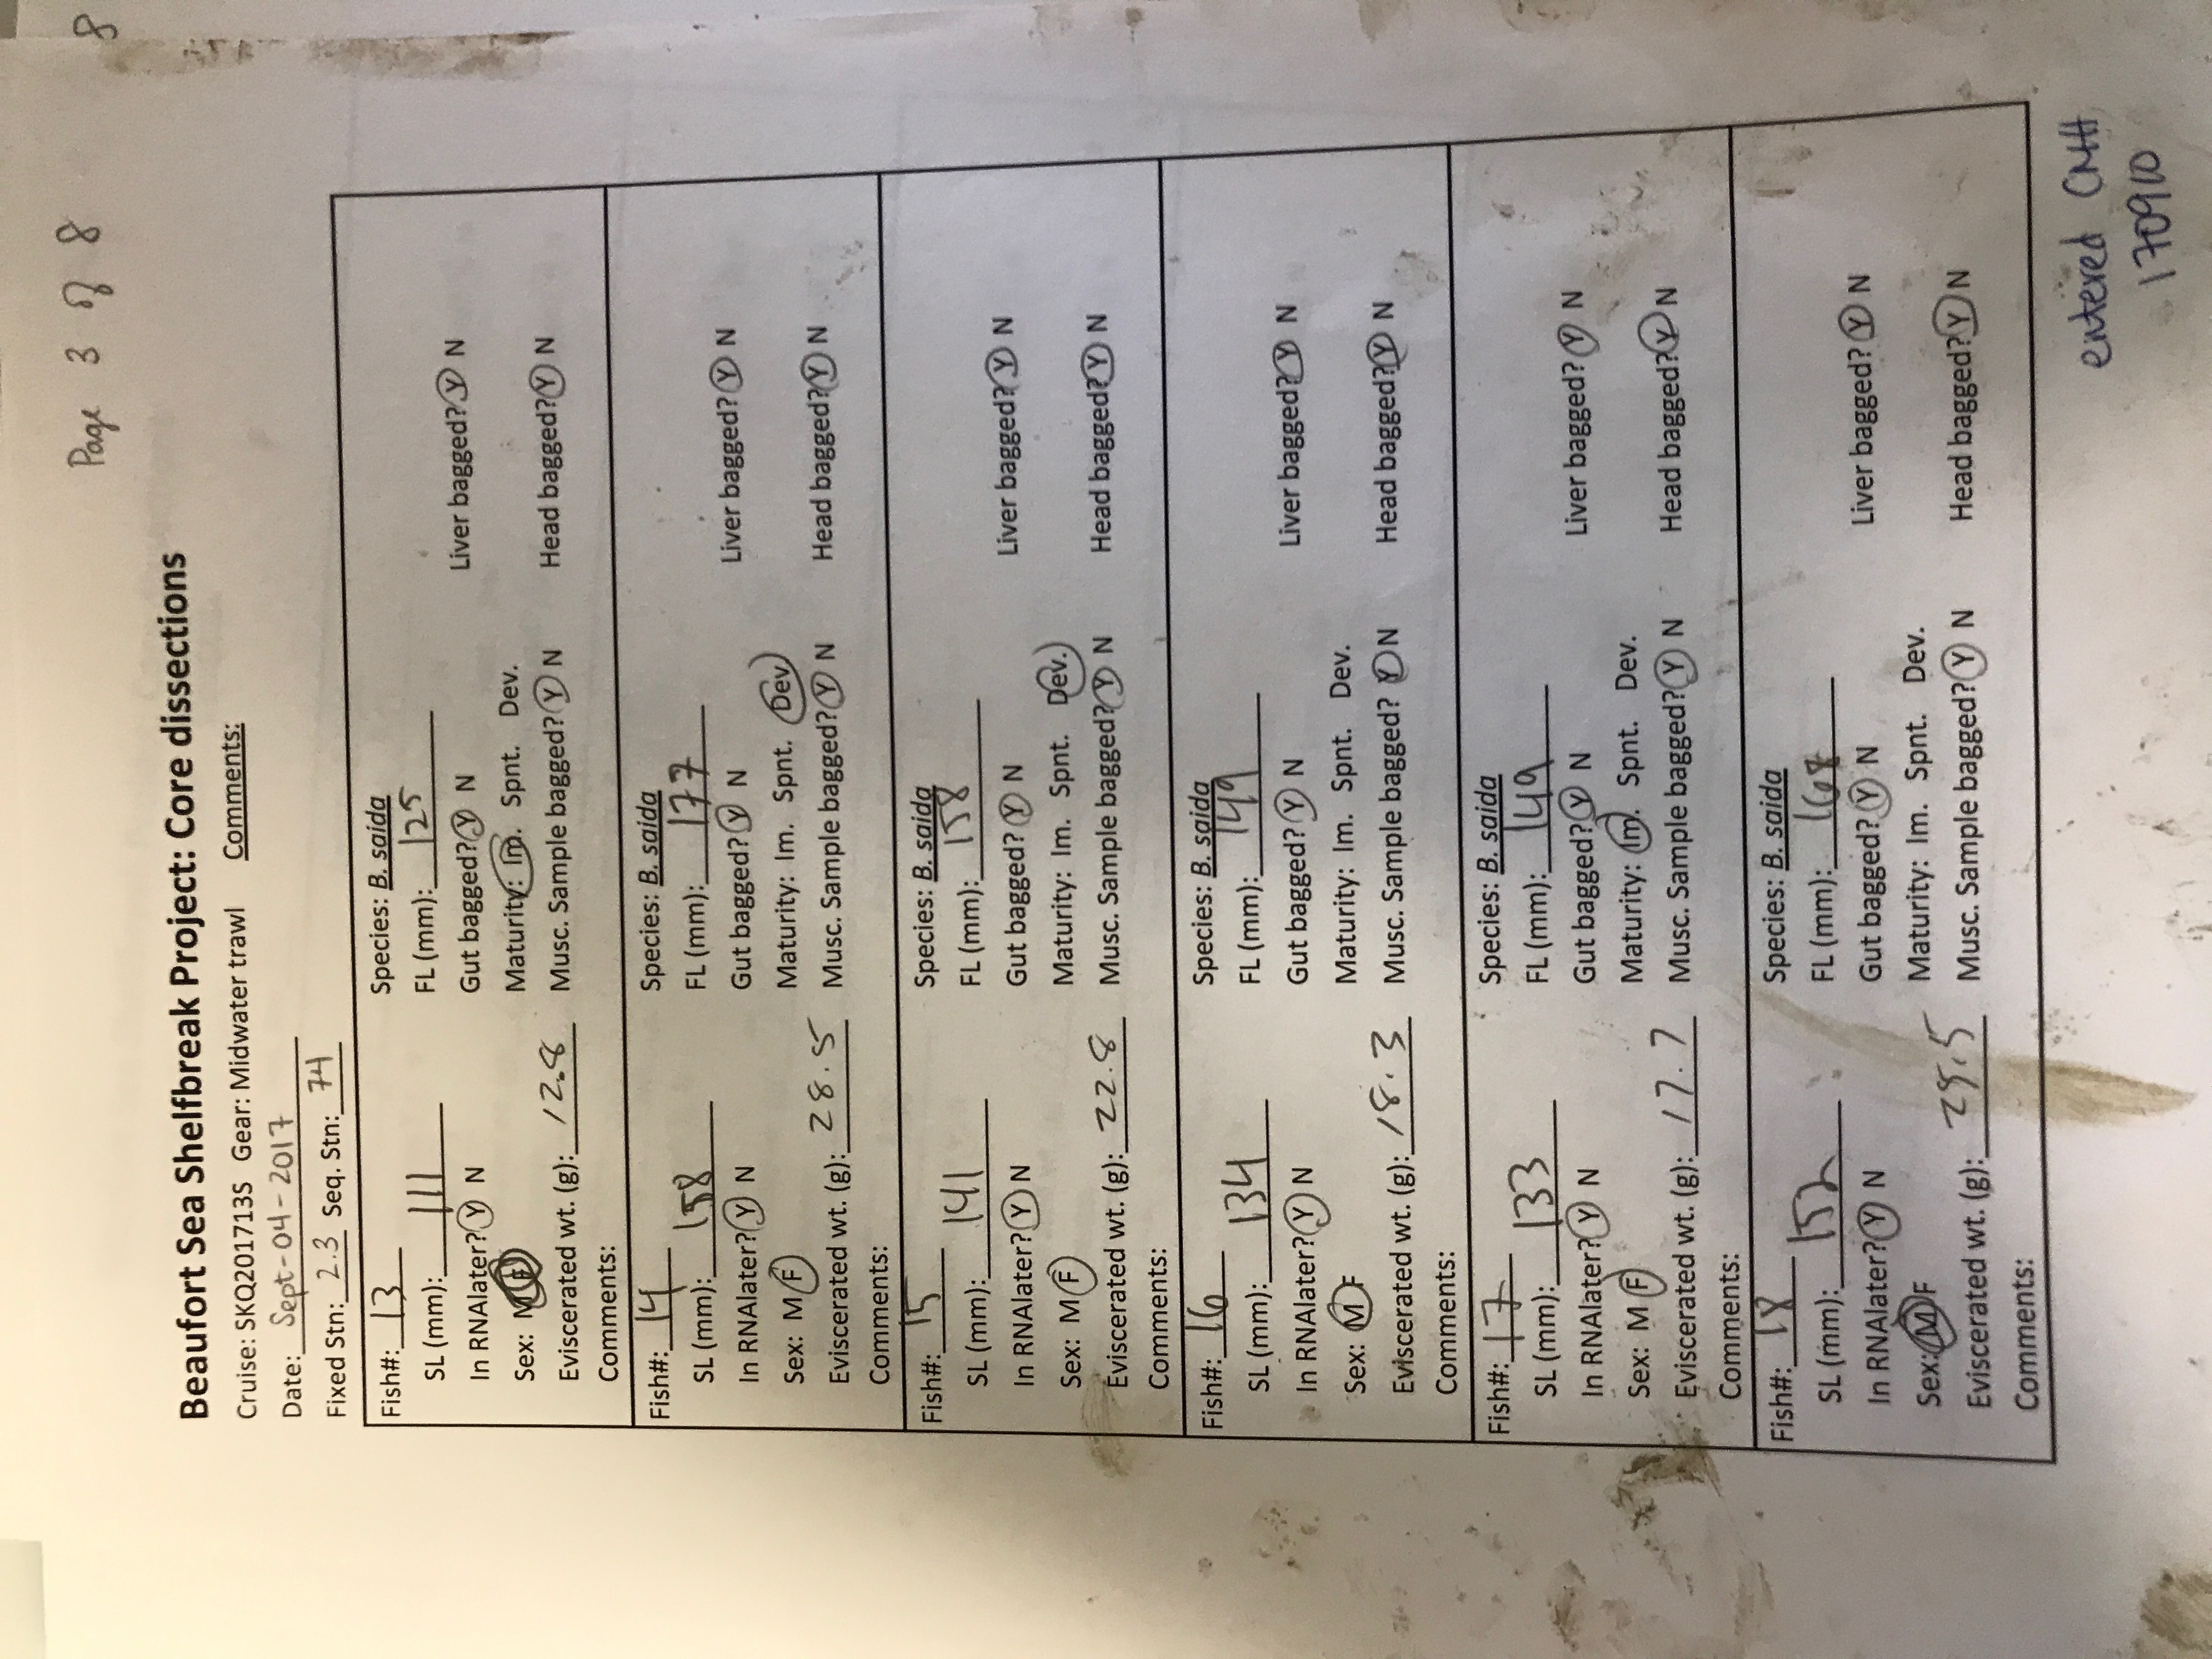 8
Page 3 of 8
Beaufort Sea Shelfbreak Project: Core dissections
Cruise: SKQ201713S Gear: Midwater trawl Comments:
Date: Sept-04-2017
Fixed Stn: 2.3 Seq. Stn: 74
Fish#: 13 Species: B. saida
SL (mm): 111 FL (mm): 125
In RNAlater? Y N Gut bagged? Y N Liver bagged? Y N
Sex: M F Maturity: Im. Spnt. Dev.
Eviscerated wt. (g): 12.8 Musc. Sample bagged? Y N Head bagged? Y N
Comments:
Fish#: 14 Species: B. saida
SL (mm): 158 FL (mm): 177
In RNAlater? Y N Gut bagged? Y N Liver bagged? Y N
Sex: M F Maturity: Im. Spnt. Dev.
Eviscerated wt. (g): 28.5 Musc. Sample bagged? Y N Head bagged? Y N
Comments:
Fish#: 15 Species: B. saida
SL (mm): 141 FL (mm): 158
In RNAlater? Y N Gut bagged? Y N Liver bagged? Y N
Sex: M F Maturity: Im. Spnt. Dev.
Eviscerated wt. (g): 22.8 Musc. Sample bagged? Y N Head bagged? Y N
Comments:
Fish#: 16 Species: B. saida
SL (mm): 134 FL (mm): 149
In RNAlater? Y N Gut bagged? Y N Liver bagged? Y N
Sex: M F Maturity: Im. Spnt. Dev.
Eviscerated wt. (g): 18.3 Musc. Sample bagged? Y N Head bagged? Y N
Comments:
Fish#: 17 Species: B. saida
SL (mm): 133 FL (mm): 149
In RNAlater? Y N Gut bagged? Y N Liver bagged? Y N
Sex: M F Maturity: Im. Spnt. Dev.
Eviscerated wt. (g): 17.7 Musc. Sample bagged? Y N Head bagged? Y N
Comments:
Fish#: 18 Species: B. saida
SL (mm): 152 FL (mm): 168
In RNAlater? Y N Gut bagged? Y N Liver bagged? Y N
Sex: M F Maturity: Im. Spnt. Dev.
Eviscerated wt. (g): Musc. Sample bagged? Y N Head bagged? Y N
Comments:
entered CMH
170910